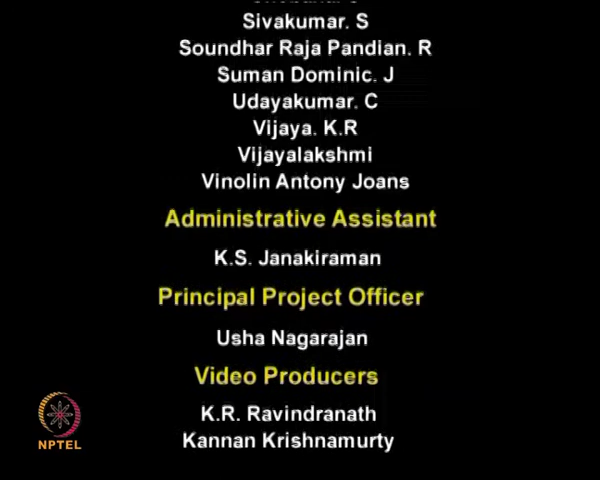 Sivakumar. S
Soundhar Raja Pandian. R
Suman Dominic. J
Udayakumar. C
Vijaya. K.R
Vijayalakshmi
Vinolin Antony Joans
Administrative Assistant
K.S. Janakiraman
Principal Project Officer
Usha Nagarajan
Video Producers
K.R. Ravindranath
Kannan Krishnamurty
NPTEL